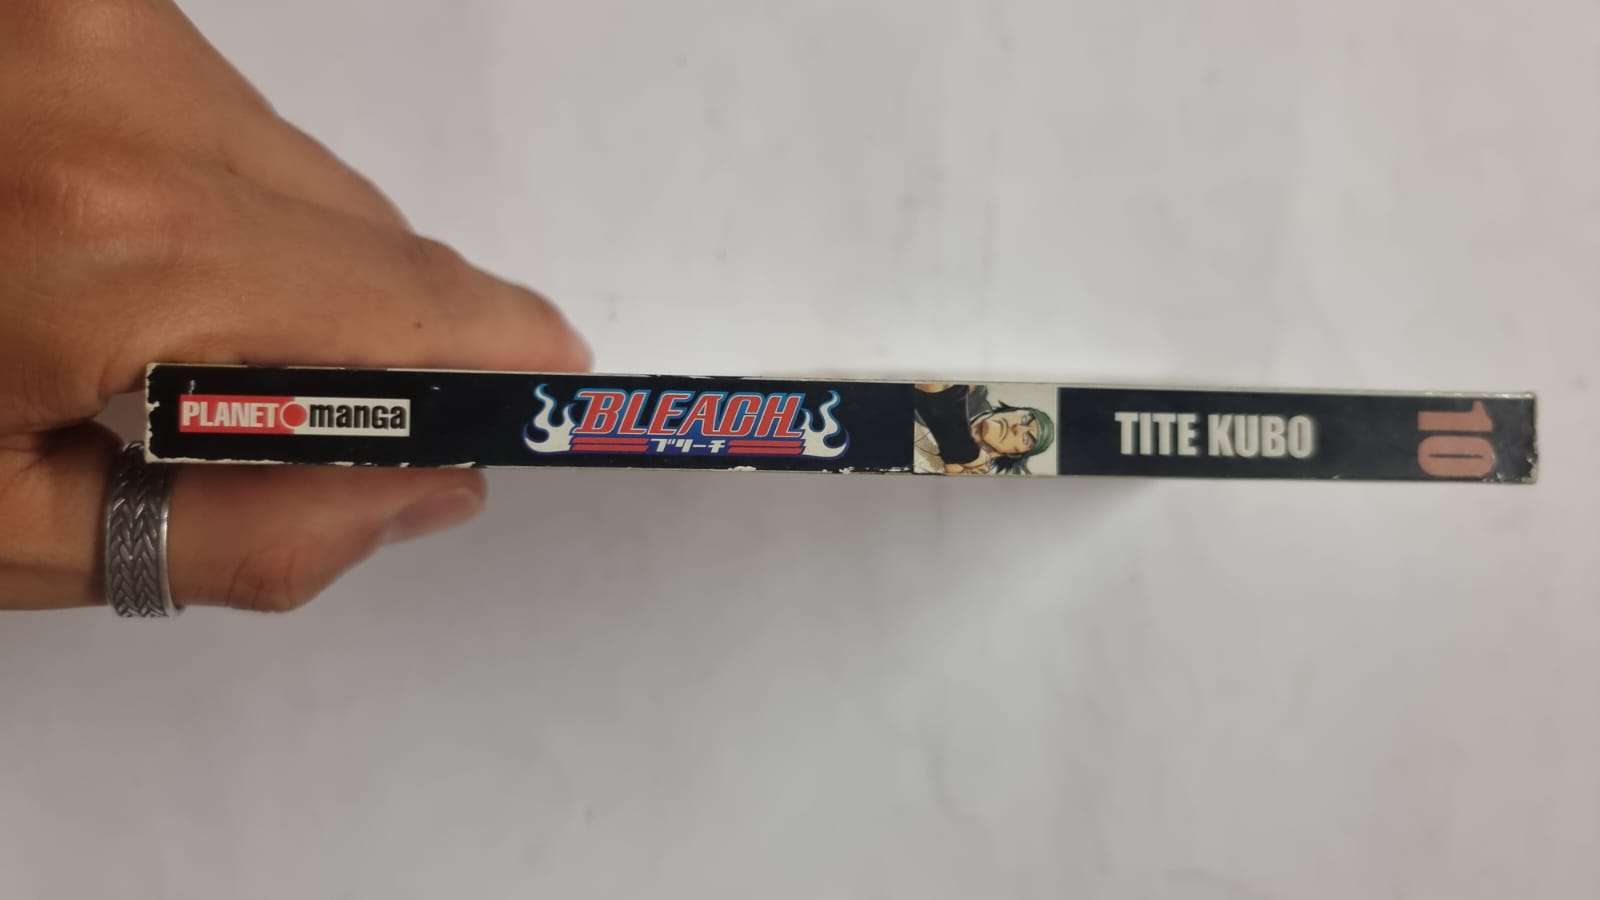 PLANET manga
BLEACH
ブリーチ
TITE KUBO
10